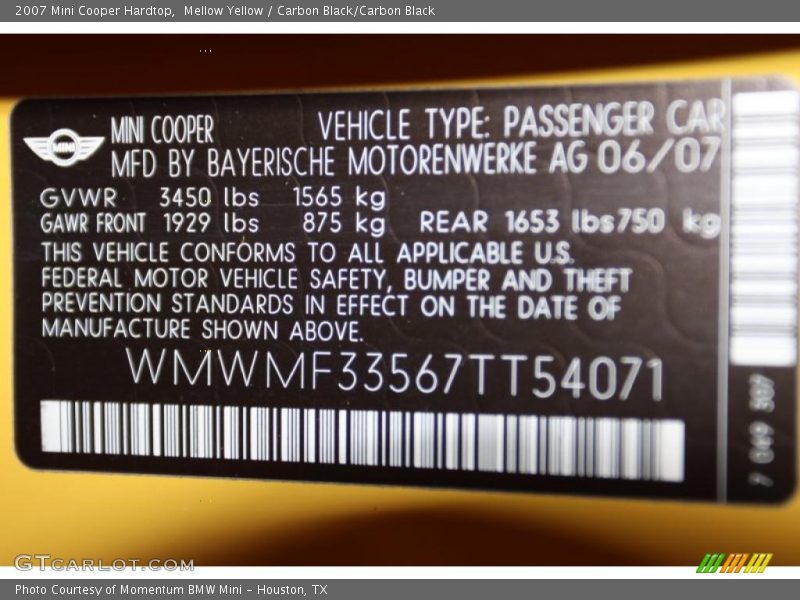 2007 Mini Cooper Hardtop,  Mellow Yellow / Carbon Black/Carbon Black
MINI
MINI COOPER VEHICLE TYPE: PASSENGER CAR
MFD BY BAYERISCHE MOTORENWERKE AG 06/07
GVWR 3450 lbs 1565 kg
GAWR FRONT 1929 lbs 875 kg REAR 1653 lbs 750 kg
THIS VEHICLE CONFORMS TO ALL APPLICABLE U.S.
FEDERAL MOTOR VEHICLE SAFETY, BUMPER AND THEFT
PREVENTION STANDARDS IN EFFECT ON THE DATE OF
MANUFACTURE SHOWN ABOVE.
WMWMF33567TT54071
GTCARLOT.COM
Photo Courtesy of Momentum BMW Mini - Houston, TX